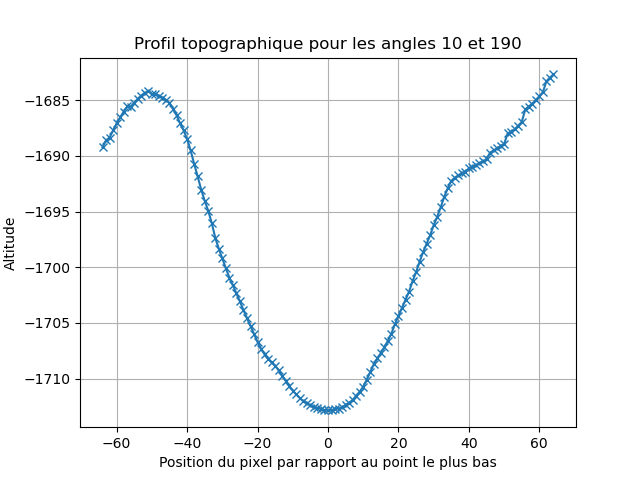 Profil topographique pour les angles 10 et 190
−1685
−1690
−1695
−1700
−1705
−1710
Altitude
−60 −40 −20 0 20 40 60
Position du pixel par rapport au point le plus bas